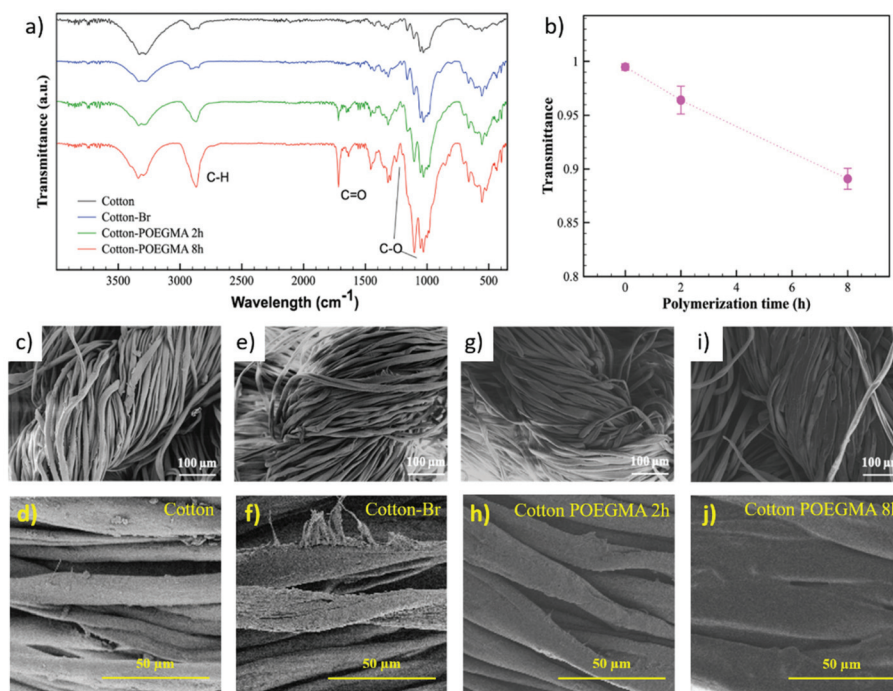 a)
Transmittance (a.u.)
C-H
C=O
C-O
Cotton
Cotton-Br
Cotton-POEGMA 2h
Cotton-POEGMA 8h
3500 3000 2500 2000 1500 1000 500
Wavelength (cm-1)
b)
Transmittance
1
0.95
0.9
0.85
0.8
0 2 4 6 8
Polymerization time (h)
c)
100 µm
e)
100 µm
g)
100 µm
i)
100 µm
d)
Cotton
50 µm
f)
Cotton-Br
50 µm
h)
Cotton POEGMA 2h
50 µm
j)
Cotton POEGMA 8h
50 µm